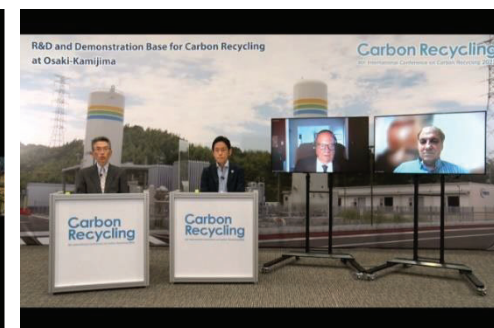 R&D and Demonstration Base for Carbon Recycling
at Osaki-Kamijima
Carbon Recycling
Carbon
Recycling
Carbon
Recycling